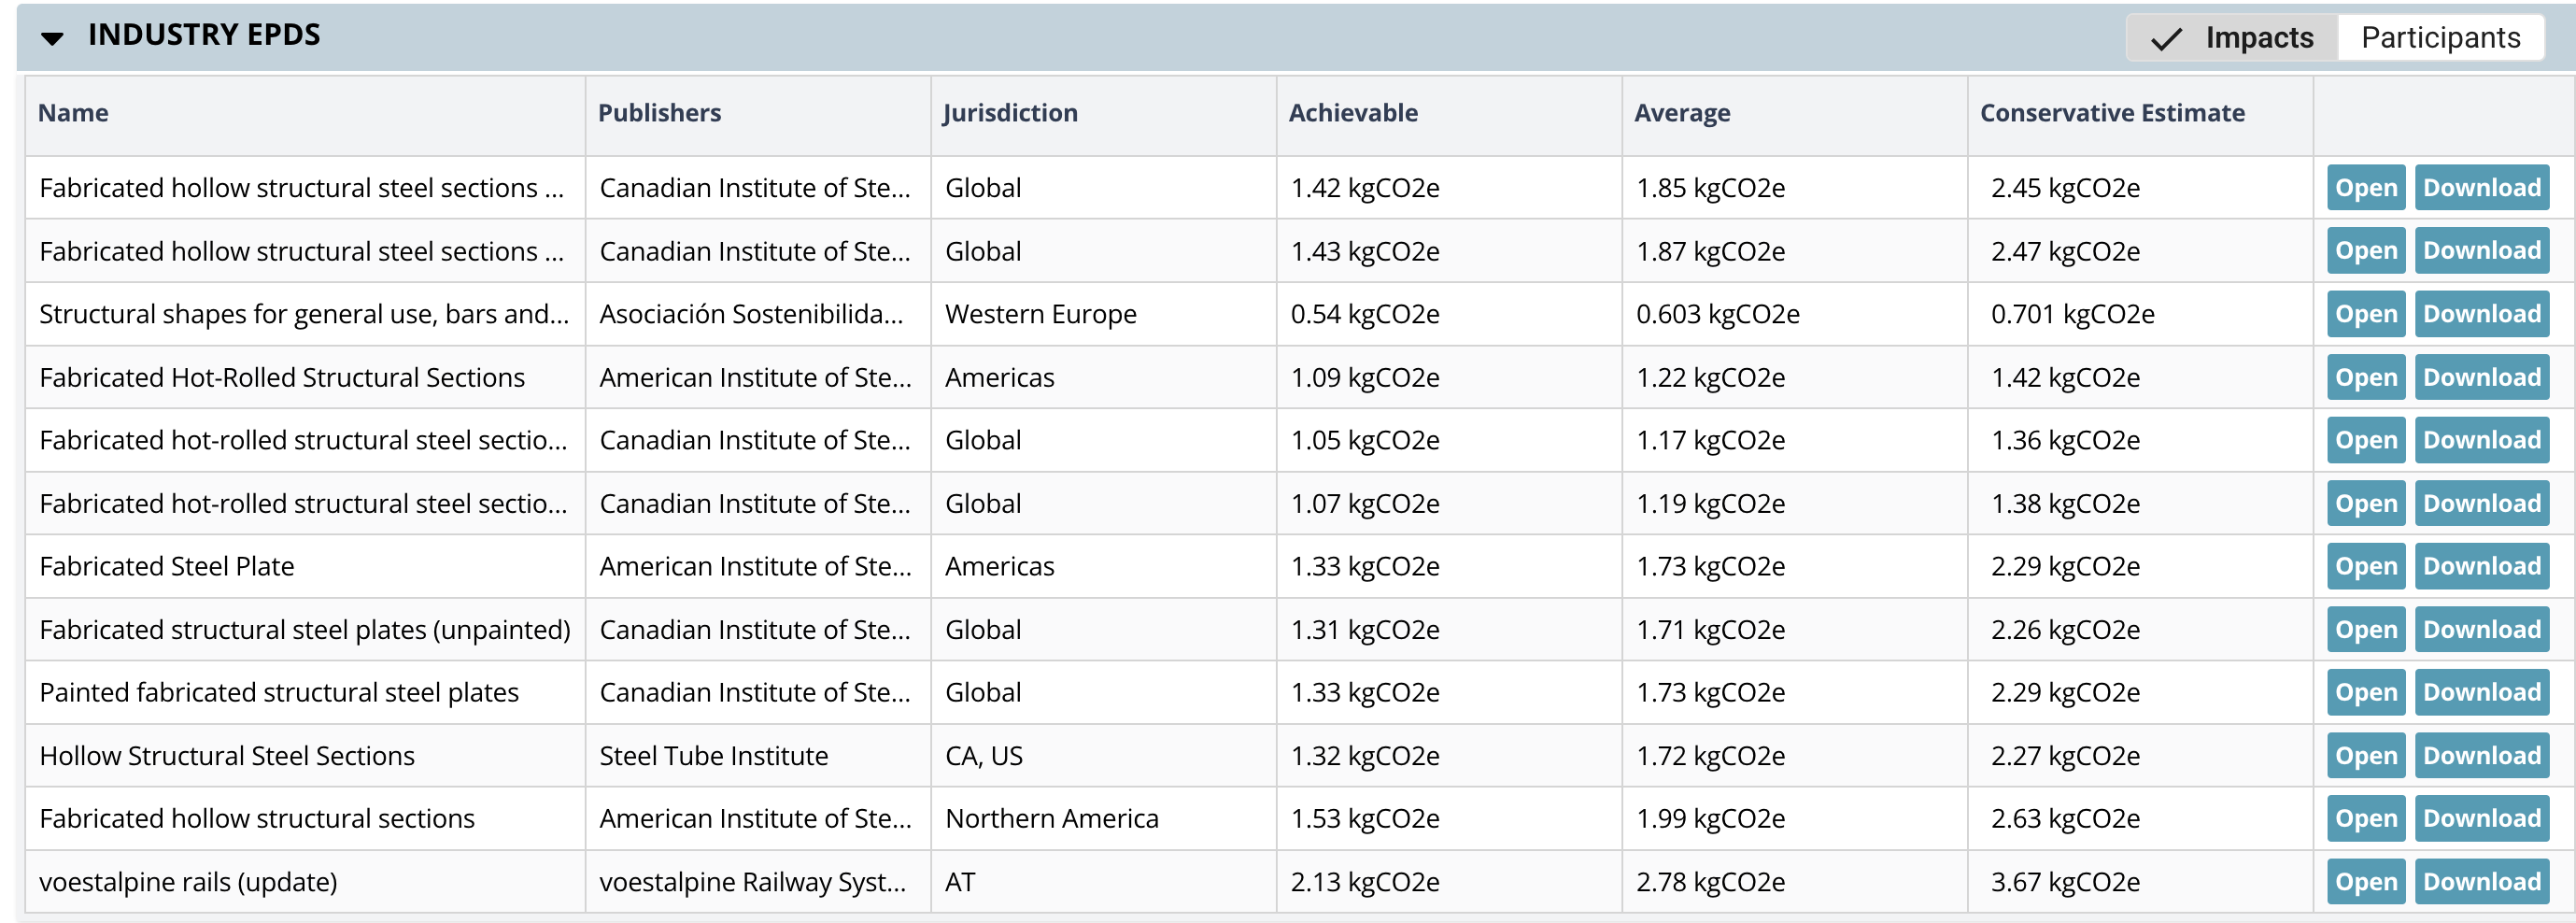 INDUSTRY EPDS Impacts Participants
Name Publishers Jurisdiction Achievable Average Conservative Estimate
Fabricated hollow structural steel sections ... Canadian Institute of Ste... Global 1.42 kgCO2e 1.85 kgCO2e 2.45 kgCO2e Open Download
Fabricated hollow structural steel sections ... Canadian Institute of Ste... Global 1.43 kgCO2e 1.87 kgCO2e 2.47 kgCO2e Open Download
Structural shapes for general use, bars and... Asociación Sostenibilida... Western Europe 0.54 kgCO2e 0.603 kgCO2e 0.701 kgCO2e Open Download
Fabricated Hot-Rolled Structural Sections American Institute of Ste... Americas 1.09 kgCO2e 1.22 kgCO2e 1.42 kgCO2e Open Download
Fabricated hot-rolled structural steel sectio... Canadian Institute of Ste... Global 1.05 kgCO2e 1.17 kgCO2e 1.36 kgCO2e Open Download
Fabricated hot-rolled structural steel sectio... Canadian Institute of Ste... Global 1.07 kgCO2e 1.19 kgCO2e 1.38 kgCO2e Open Download
Fabricated Steel Plate American Institute of Ste... Americas 1.33 kgCO2e 1.73 kgCO2e 2.29 kgCO2e Open Download
Fabricated structural steel plates (unpainted) Canadian Institute of Ste... Global 1.31 kgCO2e 1.71 kgCO2e 2.26 kgCO2e Open Download
Painted fabricated structural steel plates Canadian Institute of Ste... Global 1.33 kgCO2e 1.73 kgCO2e 2.29 kgCO2e Open Download
Hollow Structural Steel Sections Steel Tube Institute CA, US 1.32 kgCO2e 1.72 kgCO2e 2.27 kgCO2e Open Download
Fabricated hollow structural sections American Institute of Ste... Northern America 1.53 kgCO2e 1.99 kgCO2e 2.63 kgCO2e Open Download
voestalpine rails (update) voestalpine Railway Syst... AT 2.13 kgCO2e 2.78 kgCO2e 3.67 kgCO2e Open Download